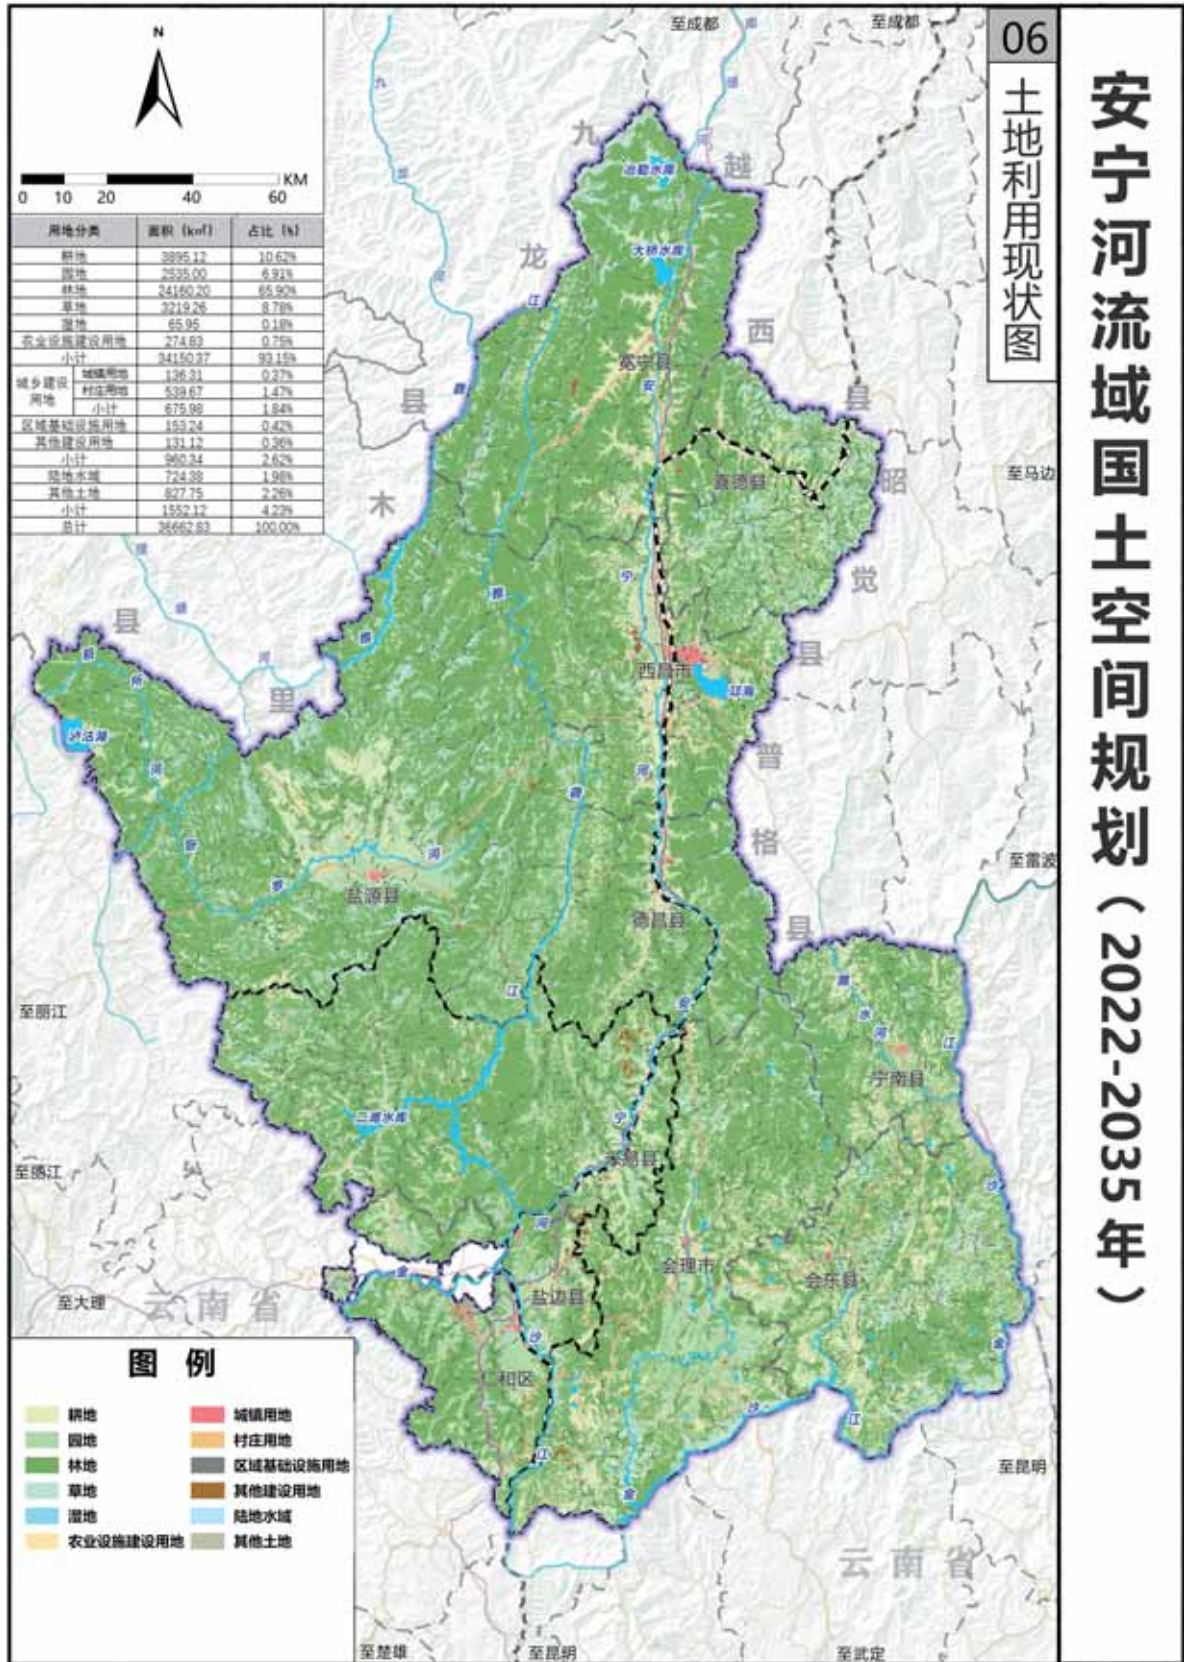 安宁河流域国土空间规划（2022-2035年）
06
土地利用现状图
N
0 10 20 40 60 KM
用地分类 面积（km²） 占比（%）
耕地 3895.12 10.62%
园地 2535.00 6.91%
林地 24160.20 65.90%
草地 3219.26 8.78%
湿地 65.95 0.18%
农业设施建设用地 274.83 0.75%
小计 34150.37 93.15%
城乡建设用地 城镇用地 136.31 0.37%
村庄用地 539.67 1.47%
小计 675.98 1.84%
区域基础设施用地 153.24 0.42%
其他建设用地 131.12 0.36%
小计 960.34 2.62%
陆地水域 724.38 1.98%
其他土地 827.75 2.26%
小计 1552.12 4.23%
总计 36662.83 100.00%
至成都
至成都
九龙县
越西县
冶勒水库
大桥水库
冕宁县
喜德县
昭觉县
至马边
木里县
安宁河
西昌市
邛海
泸沽湖
普格县
盐源县
德昌县
至雷波
至丽江
黑水河
宁南县
二滩水库
米易县
至丽江
会理市
会东县
盐边县
至大理
云南省
金沙江
仁和区
至昆明
云南省
至楚雄
至昆明
至武定
图 例
耕地
园地
林地
草地
湿地
农业设施建设用地
城镇用地
村庄用地
区域基础设施用地
其他建设用地
陆地水域
其他土地